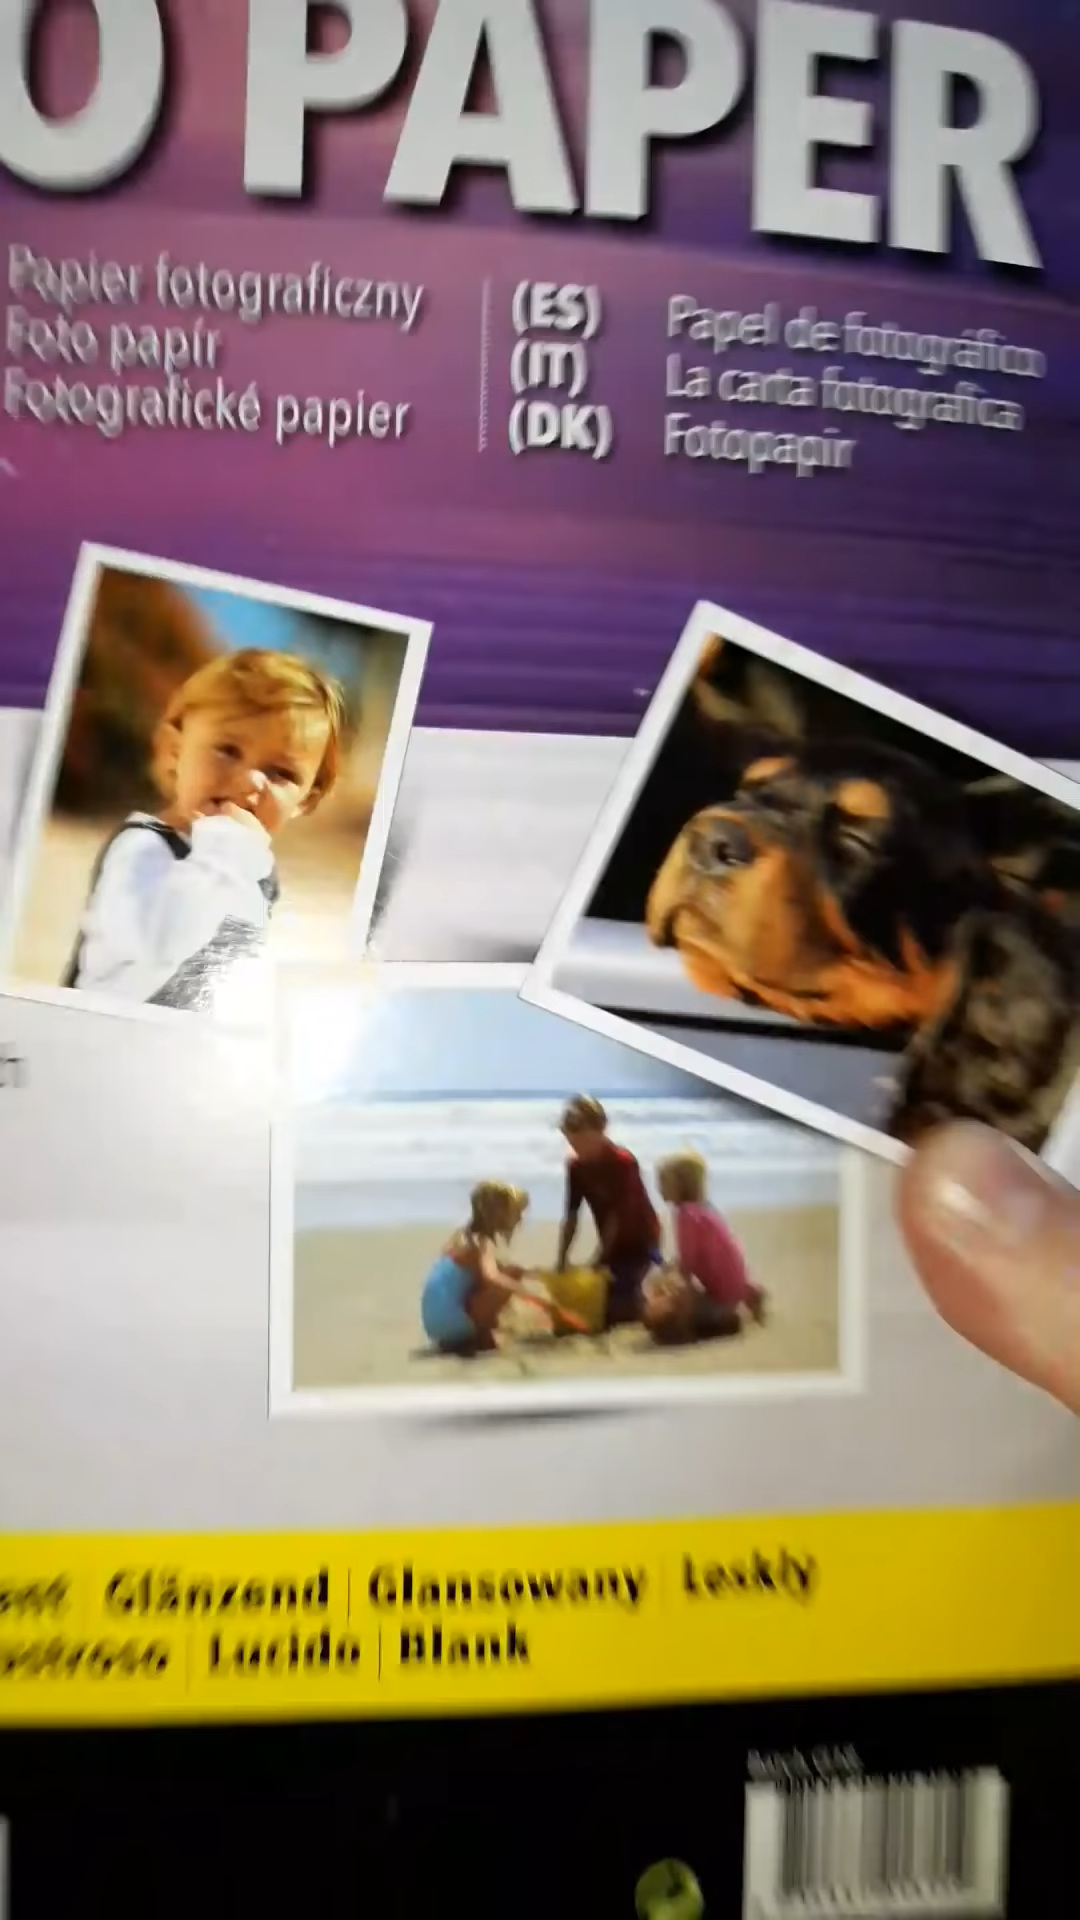 O PAPER
Papier fotograficzny
Foto papír
Fotografické papier
(ES) Papel de fotográfico
(IT) La carta fotografica
(DK) Fotopapir
Glänzend | Glansowany | Lesklý
Lucido | Blank